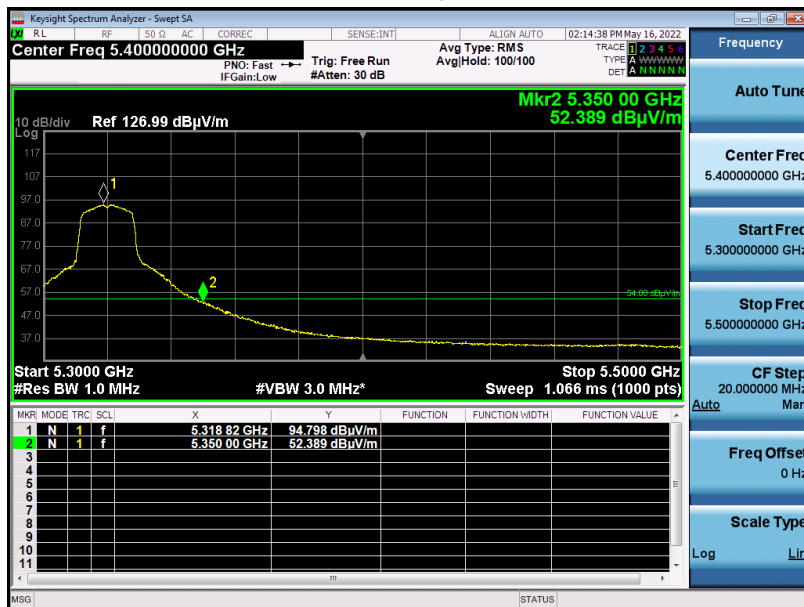 Keysight Spectrum Analyzer - Swept SA
LXI RL RF 50 Ω AC CORREC SENSE:INT ALIGN AUTO 02:14:38 PM May 16, 2022
Center Freq 5.400000000 GHz
PNO: Fast
IFGain:Low
Trig: Free Run
#Atten: 30 dB
Avg Type: RMS
Avg|Hold: 100/100
TRACE 1 2 3 4 5 6
TYPE A WWWWW
DET A N N N N N
Mkr2 5.350 00 GHz
52.389 dBµV/m
10 dB/div Ref 126.99 dBµV/m
Log
117
107
97.0
87.0
77.0
67.0
57.0
47.0
37.0
1
2
54.00 dBµV/m
Start 5.3000 GHz Stop 5.5000 GHz
#Res BW 1.0 MHz #VBW 3.0 MHz* Sweep 1.066 ms (1000 pts)
MKR MODE TRC SCL X Y FUNCTION FUNCTION WIDTH FUNCTION VALUE
1 N 1 f 5.318 82 GHz 94.798 dBµV/m
2 N 1 f 5.350 00 GHz 52.389 dBµV/m
3
4
5
6
7
8
9
10
11
MSG STATUS
Frequency
Auto Tune
Center Freq
5.400000000 GHz
Start Freq
5.300000000 GHz
Stop Freq
5.500000000 GHz
CF Step
20.000000 MHz
Auto Man
Freq Offset
0 Hz
Scale Type
Log Lin